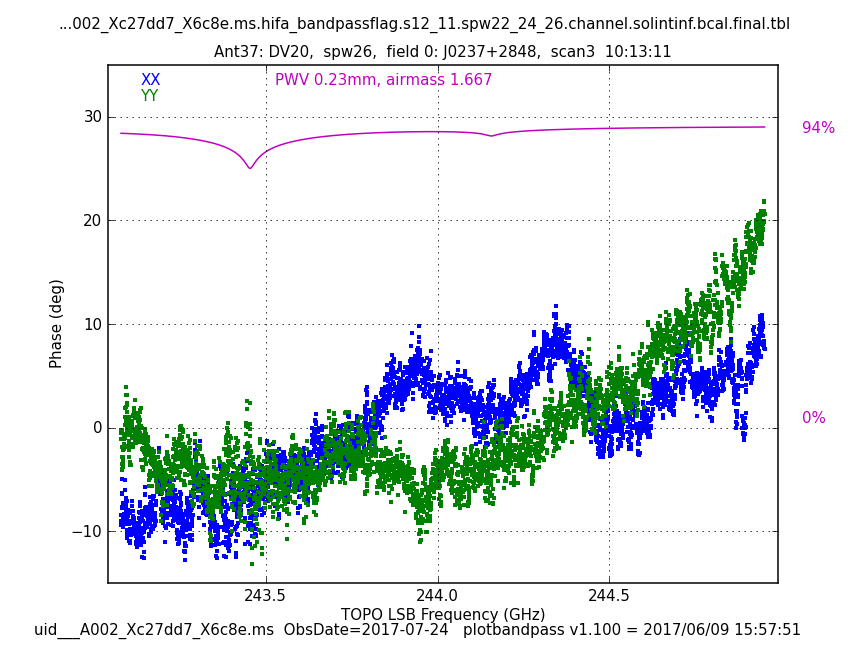 ...002_Xc27dd7_X6c8e.ms.hifa_bandpassflag.s12_11.spw22_24_26.channel.solintinf.bcal.final.tbl
Ant37: DV20, spw26, field 0: J0237+2848, scan3 10:13:11
XX
PWV 0.23mm, airmass 1.667
YY
30
94%
20
10
Phase (deg)
0
0%
−10
243.5
244.0
244.5
TOPO LSB Frequency (GHz)
uid___A002_Xc27dd7_X6c8e.ms ObsDate=2017-07-24 plotbandpass v1.100 = 2017/06/09 15:57:51